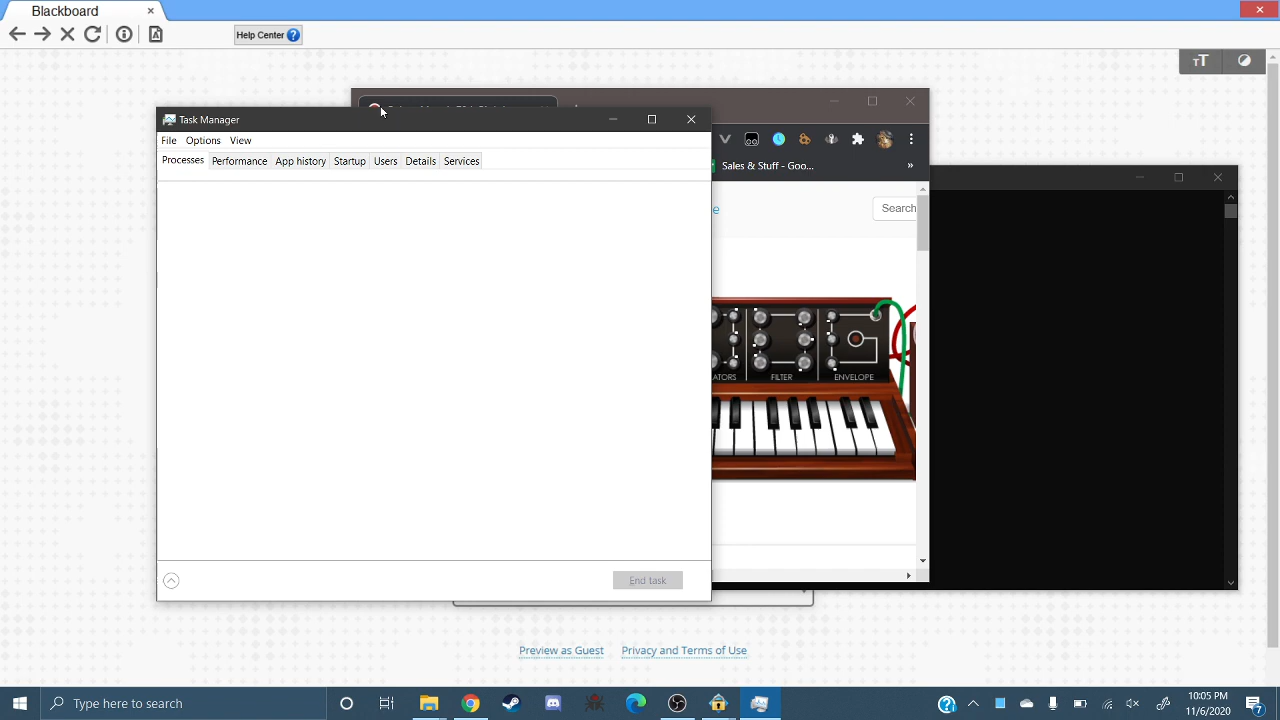 Blackboard
Help Center ?
A
TT
Task Manager
File Options View
Processes Performance App history Startup Users Details Services
Sales & Stuff - Goo...
e
Search
ATORS FILTER ENVELOPE
End task
Preview as Guest Privacy and Terms of Use
Type here to search
10:05 PM
11/6/2020
7